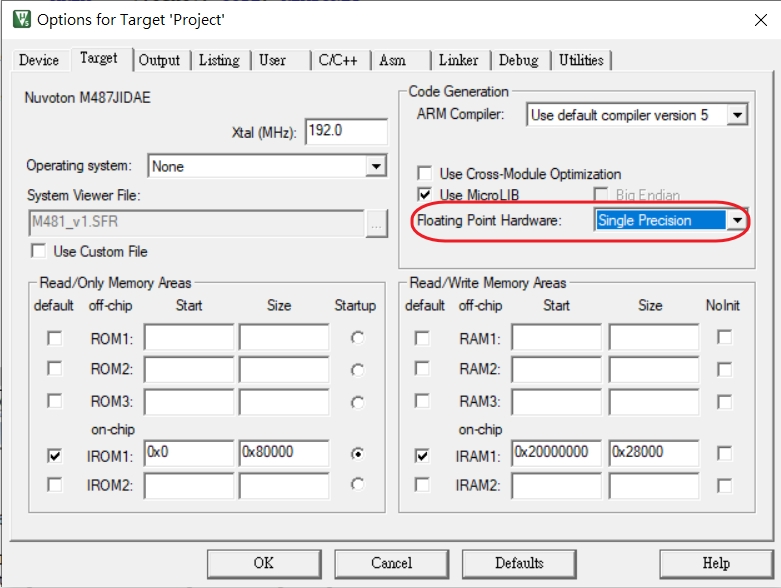 Options for Target 'Project'
Device Target Output Listing User C/C++ Asm Linker Debug Utilities
Nuvoton M487JIDAE
Xtal (MHz): 192.0
Operating system: None
System Viewer File:
M481_v1.SFR ...
Use Custom File
Code Generation
ARM Compiler: Use default compiler version 5
Use Cross-Module Optimization
Use MicroLIB Big Endian
Floating Point Hardware: Single Precision
Read/Only Memory Areas
default off-chip Start Size Startup
ROM1:
ROM2:
ROM3:
on-chip
IROM1: 0x0 0x80000
IROM2:
Read/Write Memory Areas
default off-chip Start Size NoInit
RAM1:
RAM2:
RAM3:
on-chip
IRAM1: 0x20000000 0x28000
IRAM2:
OK Cancel Defaults Help